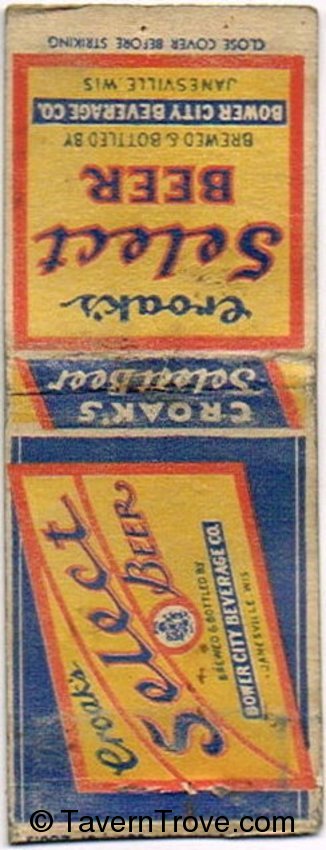 CLOSE COVER BEFORE STRIKING
Croak's
Select
BEER
BREWED & BOTTLED BY
BOWER CITY BEVERAGE CO.
JANESVILLE, WIS
CROAK'S
Select Beer
Croak's
Select
BEER
BREWED & BOTTLED BY
BOWER CITY BEVERAGE CO.
JANESVILLE, WIS
© TavernTrove.com